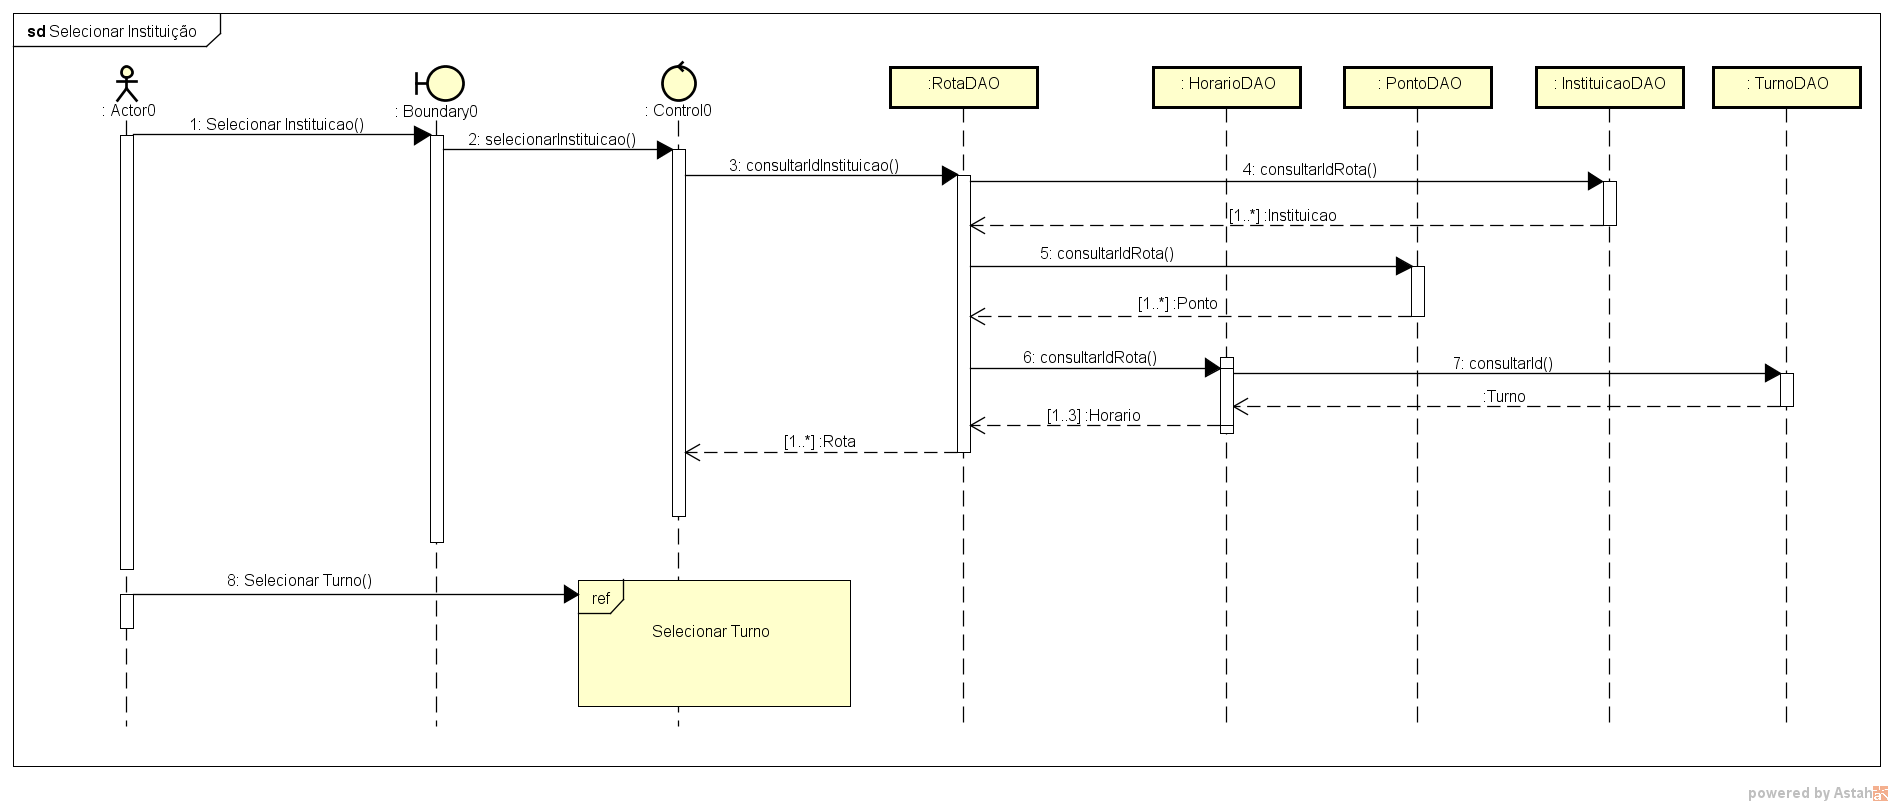 sd Selecionar Instituição
: Actor0
: Boundary0
: Control0
:RotaDAO
: HorarioDAO
: PontoDAO
: InstituicaoDAO
: TurnoDAO
1: Selecionar Instituicao()
2: selecionarInstituicao()
3: consultarIdInstituicao()
4: consultarIdRota()
[1..*] :Instituicao
5: consultarIdRota()
[1..*] :Ponto
6: consultarIdRota()
7: consultarId()
:Turno
[1..3] :Horario
[1..*] :Rota
8: Selecionar Turno()
ref
Selecionar Turno
powered by Astah